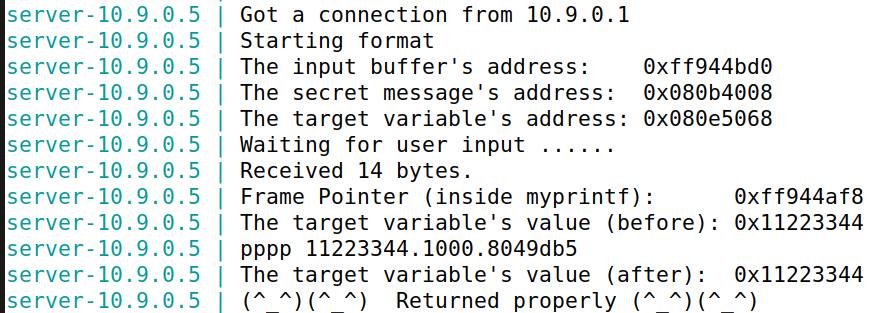 server-10.9.0.5 | Got a connection from 10.9.0.1
server-10.9.0.5 | Starting format
server-10.9.0.5 | The input buffer's address:    0xff944bd0
server-10.9.0.5 | The secret message's address:  0x080b4008
server-10.9.0.5 | The target variable's address: 0x080e5068
server-10.9.0.5 | Waiting for user input ......
server-10.9.0.5 | Received 14 bytes.
server-10.9.0.5 | Frame Pointer (inside myprintf):      0xff944af8
server-10.9.0.5 | The target variable's value (before): 0x11223344
server-10.9.0.5 | pppp 11223344.1000.8049db5
server-10.9.0.5 | The target variable's value (after):  0x11223344
server-10.9.0.5 | (^_^)(^_^)  Returned properly (^_^)(^_^)